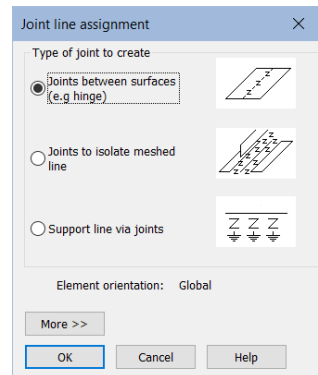 Joint line assignment
Type of joint to create
Joints between surfaces
(e.g hinge)
Joints to isolate meshed
line
Support line via joints
Element orientation: Global
More >>
OK Cancel Help